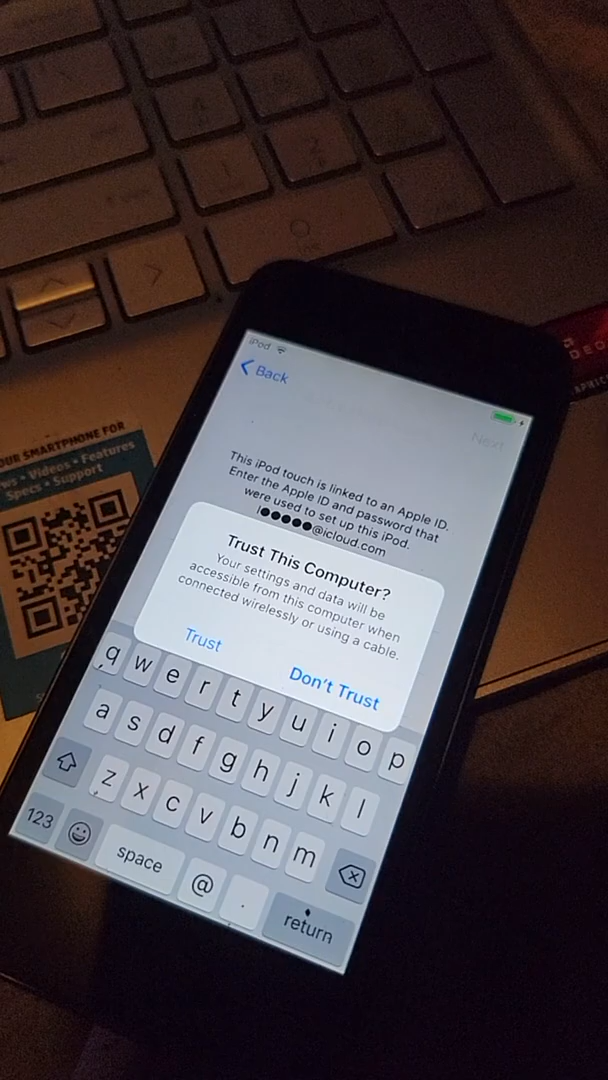 iPod
Back
Next
This iPod touch is linked to an Apple ID.
Enter the Apple ID and password that
were used to set up this iPod.
l●●●●●@icloud.com
Trust This Computer?
Your settings and data will be
accessible from this computer when
connected wirelessly or using a cable.
Trust
Don't Trust
q w e r t y u i o p
a s d f g h j k l
z x c v b n m
123
space
@
.
return
OUR SMARTPHONE FOR
• Videos • Features
Specs • Support